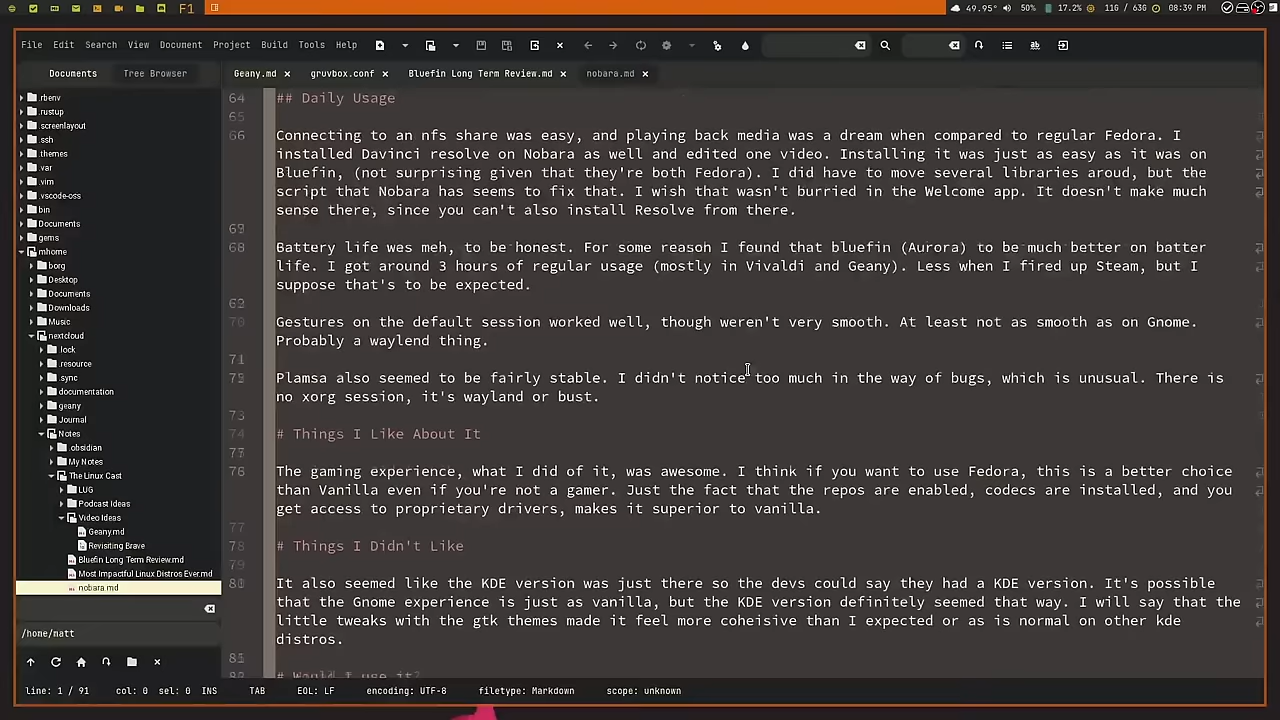 F1
49.95° 50% 17.2% 11G / 63G 08:39 PM
File Edit Search View Document Project Build Tools Help
Documents Tree Browser
Geany.md × gruvbox.conf × Bluefin Long Term Review.md × nobara.md ×
.rbenv
.rustup
.screenlayout
.ssh
.themes
.var
.vim
.vscode-oss
bin
Documents
gems
mhome
borg
Desktop
Documents
Downloads
Music
nextcloud
.lock
.resource
.sync
documentation
geany
Journal
Notes
.obsidian
My Notes
The Linux Cast
LUG
Podcast Ideas
Video Ideas
Geany.md
Revisiting Brave
Bluefin Long Term Review.md
Most Impactful Linux Distros Ever.md
nobara.md
/home/matt
64 ## Daily Usage
65
66 Connecting to an nfs share was easy, and playing back media was a dream when compared to regular Fedora. I
installed Davinci resolve on Nobara as well and edited one video. Installing it was just as easy as it was on
Bluefin, (not surprising given that they're both Fedora). I did have to move several libraries aroud, but the
script that Nobara has seems to fix that. I wish that wasn't burried in the Welcome app. It doesn't make much
sense there, since you can't also install Resolve from there.
68 Battery life was meh, to be honest. For some reason I found that bluefin (Aurora) to be much better on batter
life. I got around 3 hours of regular usage (mostly in Vivaldi and Geany). Less when I fired up Steam, but I
suppose that's to be expected.
70 Gestures on the default session worked well, though weren't very smooth. At least not as smooth as on Gnome.
Probably a waylend thing.
71
Plamsa also seemed to be fairly stable. I didn't notice too much in the way of bugs, which is unusual. There is
no xorg session, it's wayland or bust.
73
74 # Things I Like About It
76 The gaming experience, what I did of it, was awesome. I think if you want to use Fedora, this is a better choice
than Vanilla even if you're not a gamer. Just the fact that the repos are enabled, codecs are installed, and you
get access to proprietary drivers, makes it superior to vanilla.
77
78 # Things I Didn't Like
79
It also seemed like the KDE version was just there so the devs could say they had a KDE version. It's possible
that the Gnome experience is just as vanilla, but the KDE version definitely seemed that way. I will say that the
little tweaks with the gtk themes made it feel more coheisive than I expected or as is normal on other kde
distros.
# Would I use it?
line: 1 / 91 col: 0 sel: 0 INS TAB EOL: LF encoding: UTF-8 filetype: Markdown scope: unknown